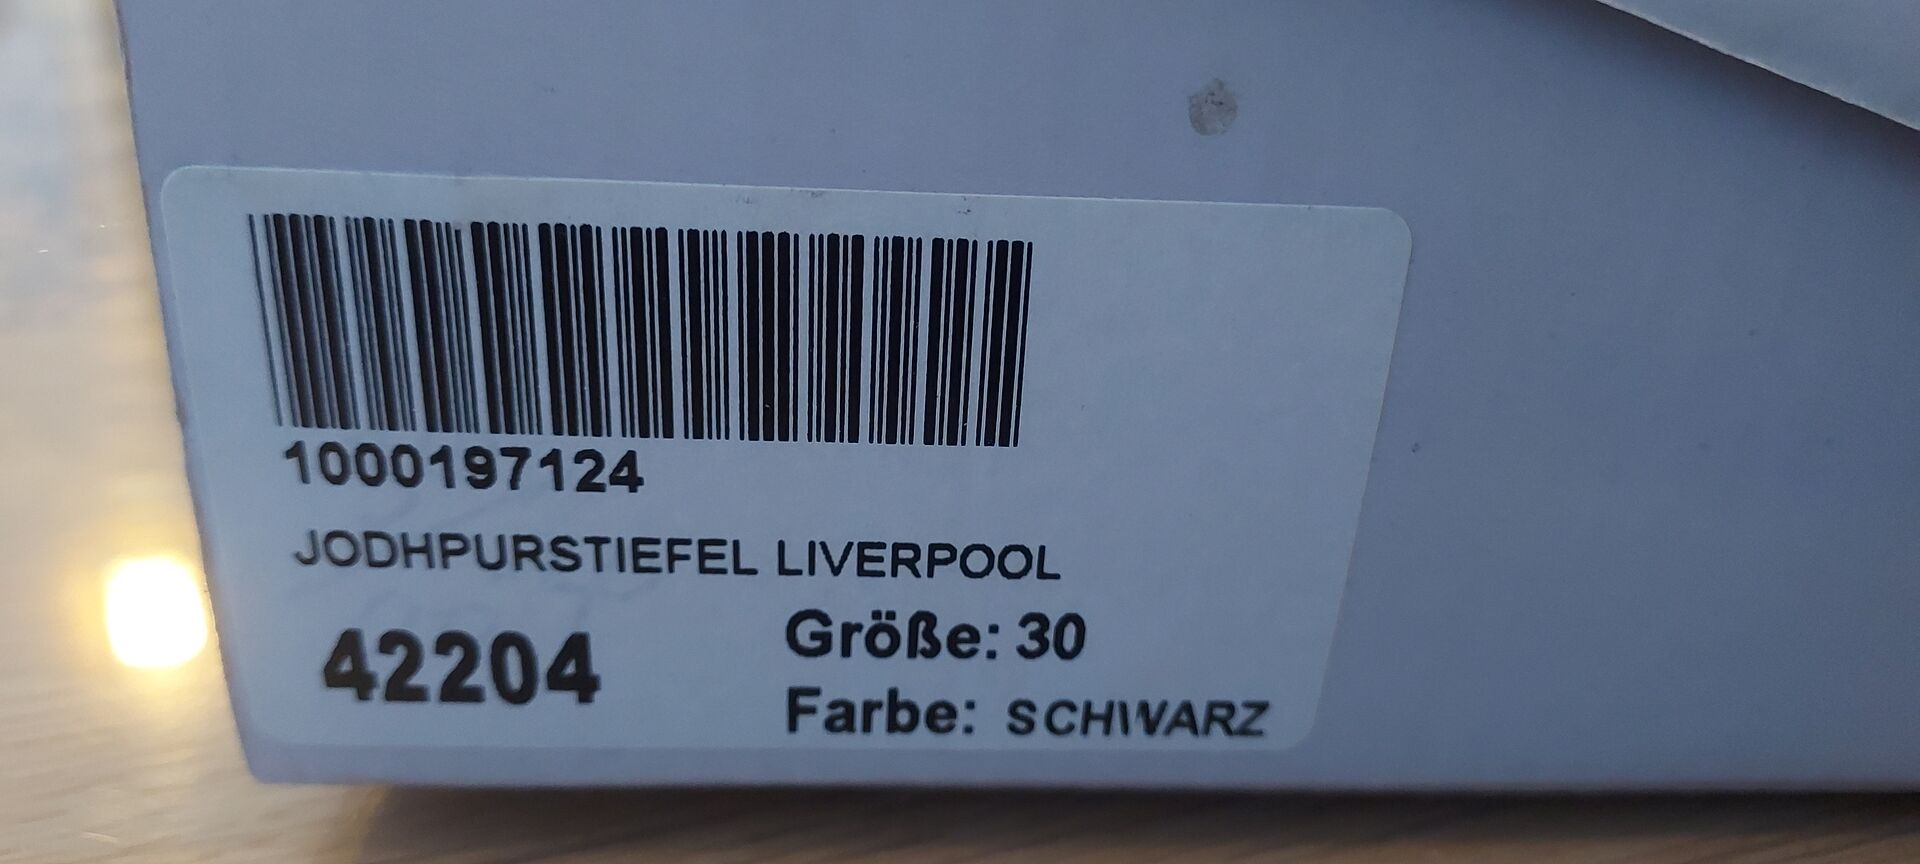 1000197124
JODHPURSTIEFEL LIVERPOOL
42204
Größe: 30
Farbe: SCHWARZ